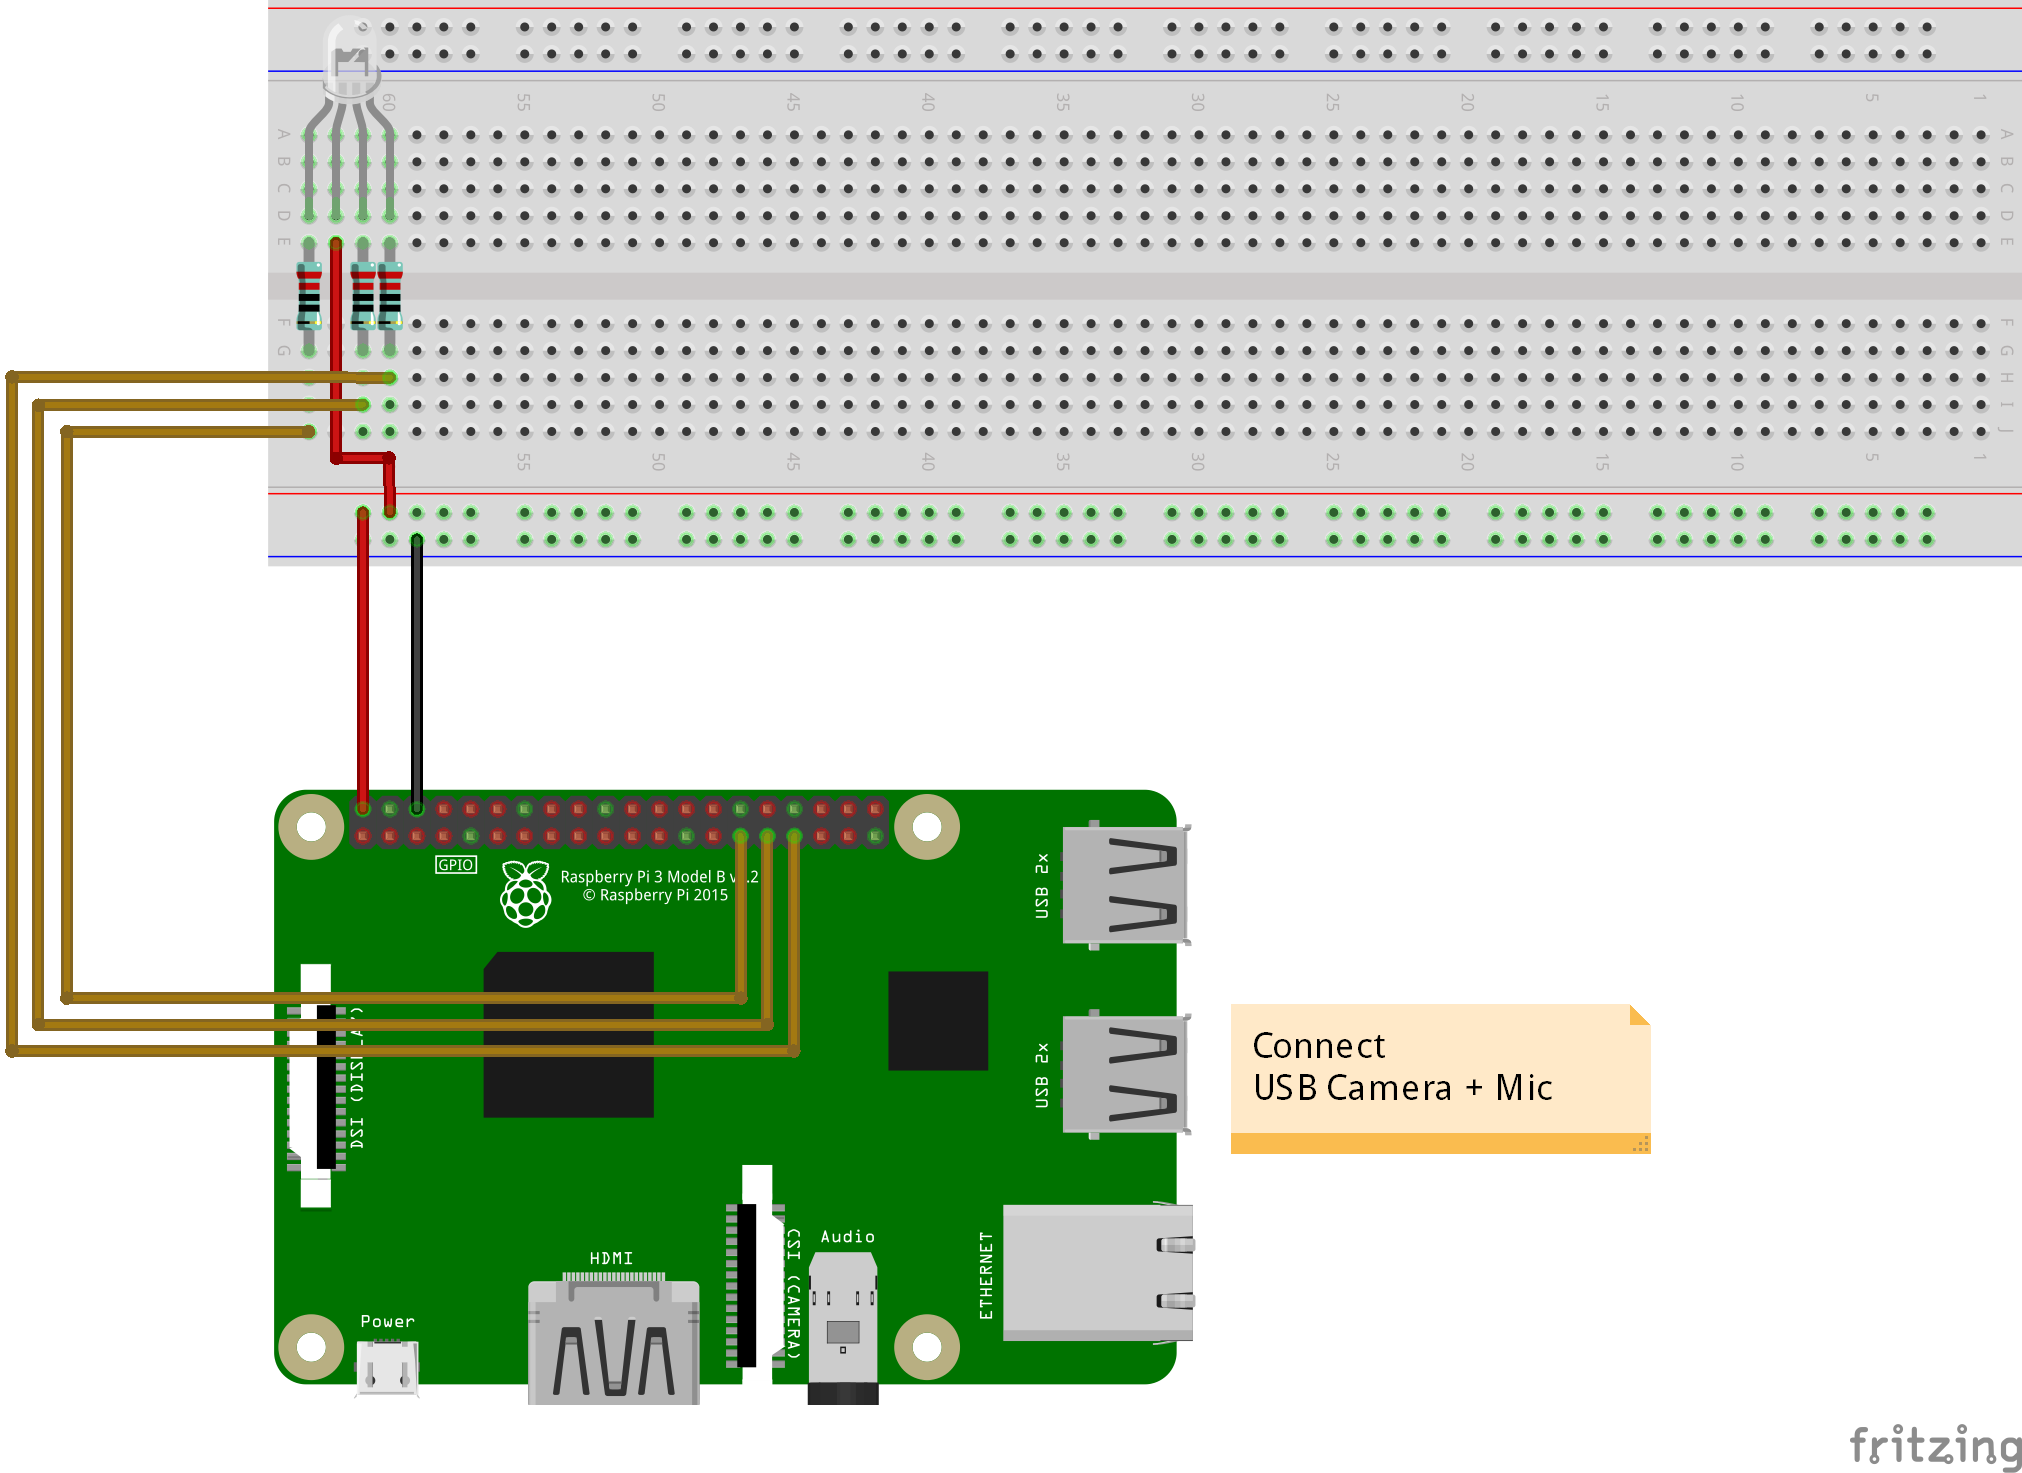 60 55 50 45 40 35 30 25 20 15 10 5 1
A A
B B
C C
D D
E E
F F
G G
H
I
J
55 50 45 40 35 30 25 20 15 10 5 1
GPIO
Raspberry Pi 3 Model B v .2
© Raspberry Pi 2015
USB 2x
USB 2x
DSI (DISPLAY)
Connect
USB Camera + Mic
HDMI
CSI (CAMERA)
Audio
ETHERNET
Power
fritzing